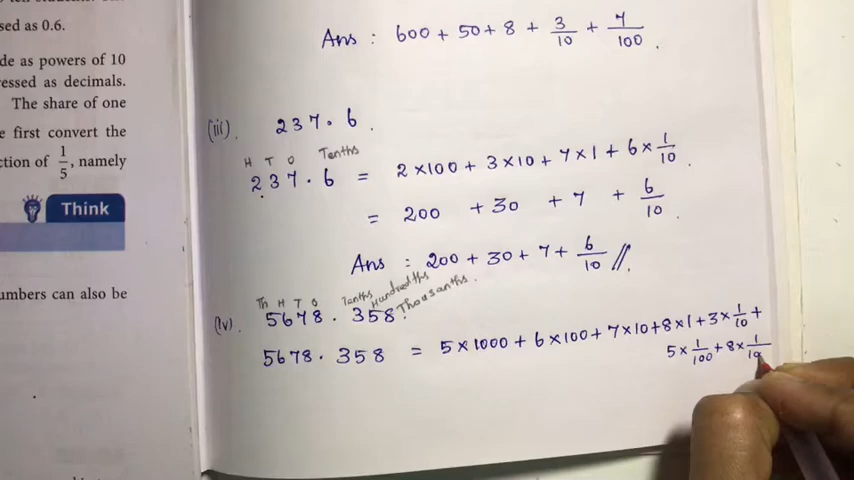 sed as 0.6.
de as powers of 10
ressed as decimals.
The share of one
e first convert the
ction of 1/5, namely
Think
umbers can also be
Ans : 600 + 50 + 8 + 3/10 + 7/100 .
(iii). 237.6 .
H T O Tenths
237.6 = 2×100 + 3×10 + 7×1 + 6×1/10 .
= 200 + 30 + 7 + 6/10 .
Ans : 200 + 30 + 7 + 6/10 //.
Th H T O Tenths Hundredths Thousanths .
(iv). 5678.358 .
5678.358 = 5×1000 + 6×100 + 7×10 + 8×1 + 3×1/10 +
5×1/100 + 8×1/10